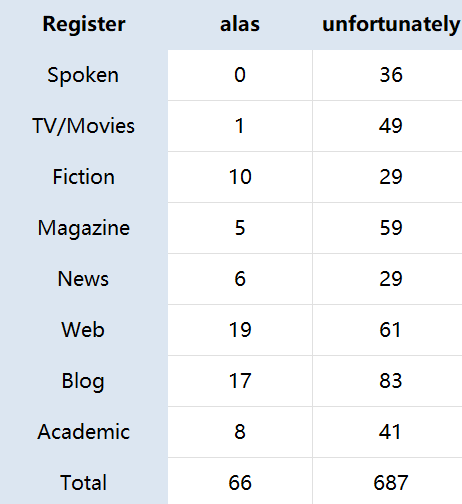 Register alas unfortunately
Spoken 0 36
TV/Movies 1 49
Fiction 10 29
Magazine 5 59
News 6 29
Web 19 61
Blog 17 83
Academic 8 41
Total 66 687